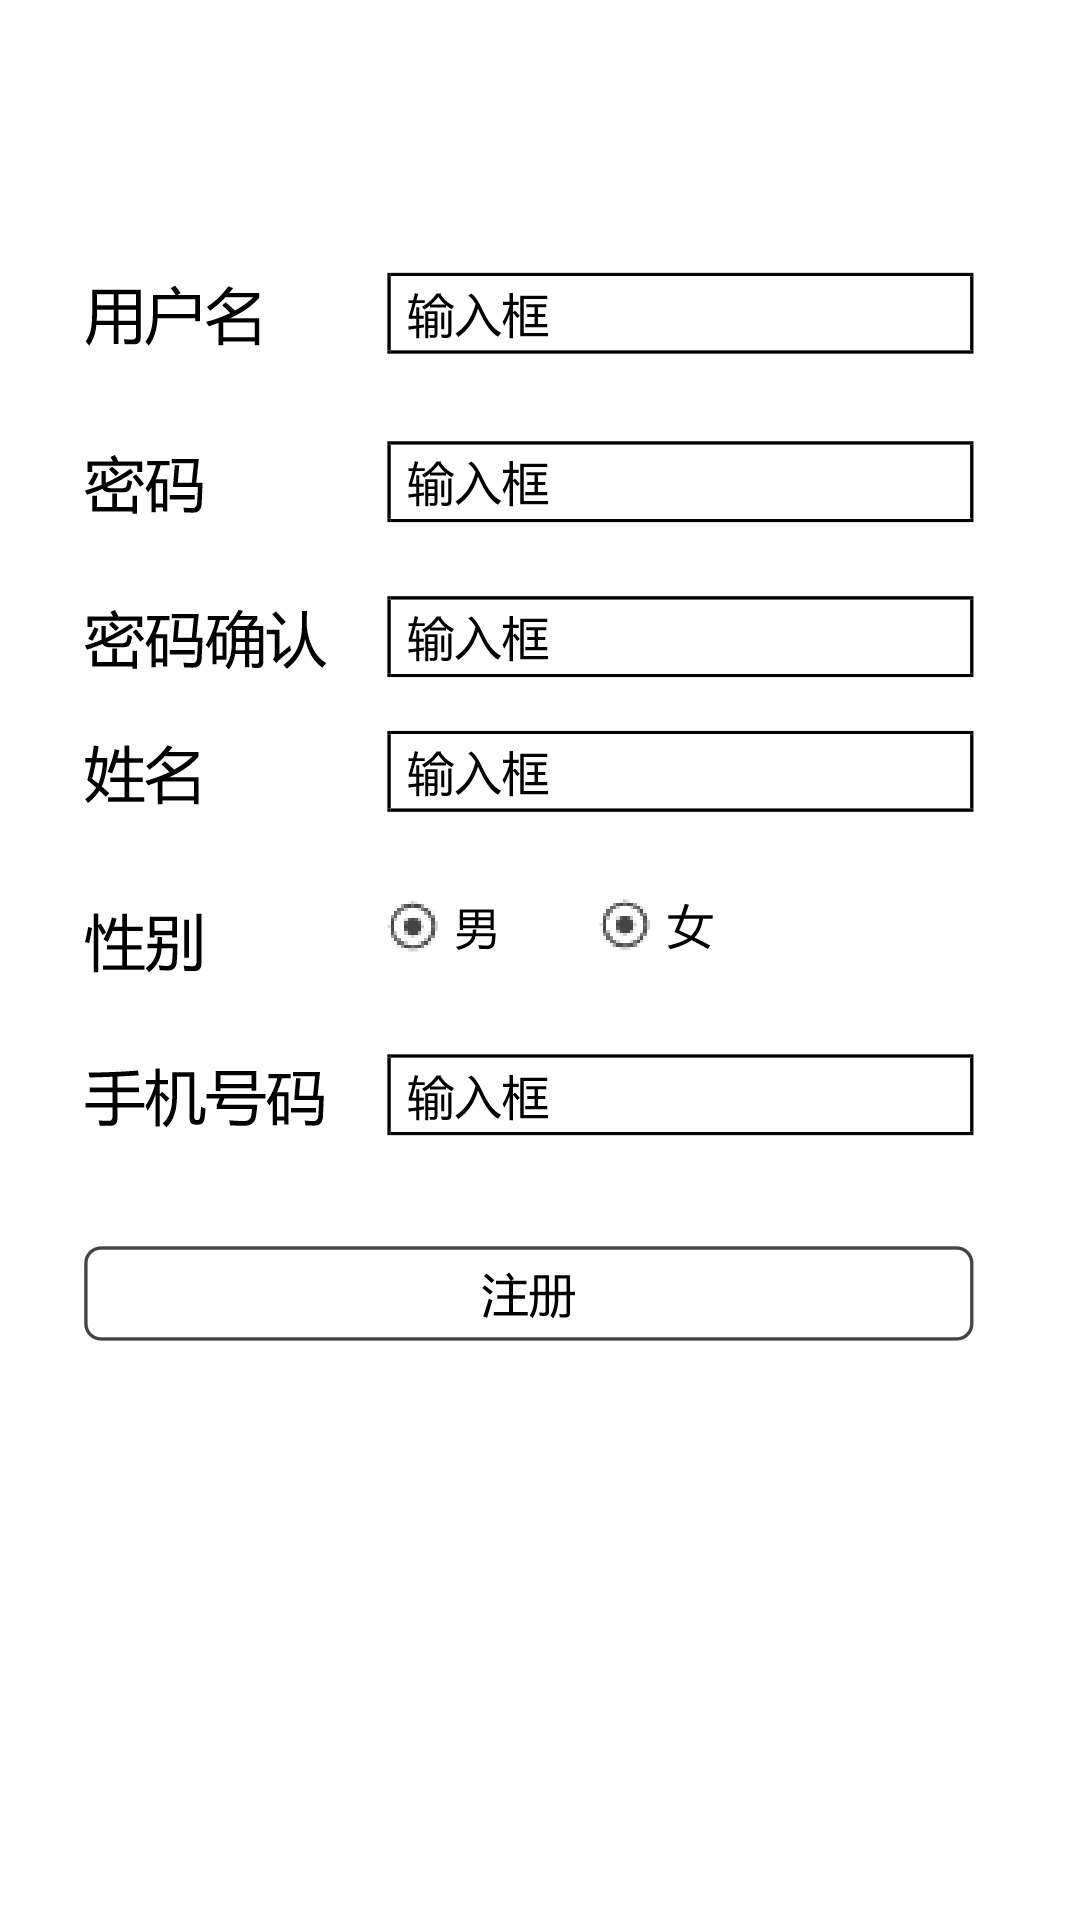 用户名 输入框
密码 输入框
密码确认 输入框
姓名 输入框
性别 男 女
手机号码 输入框
注册